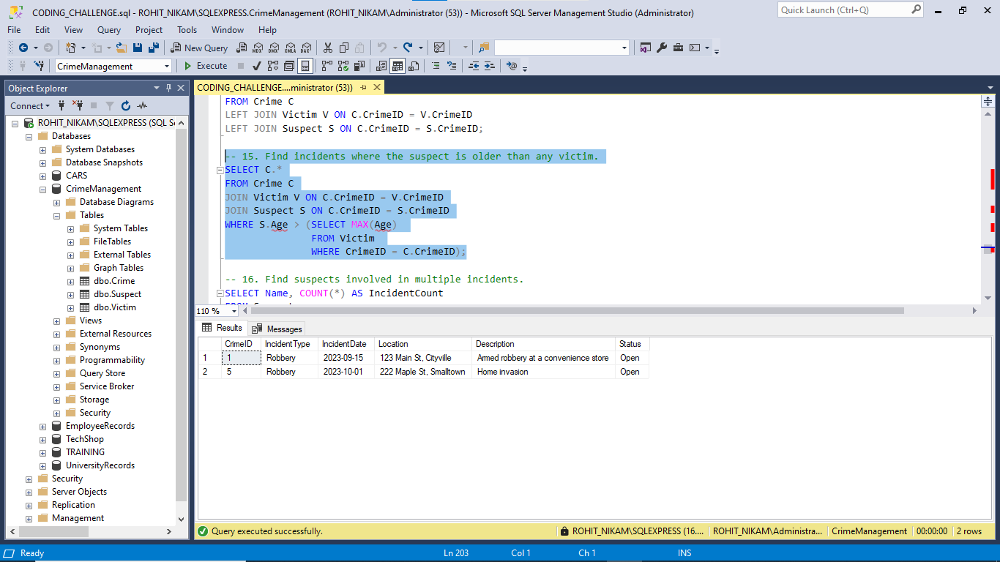 CODING_CHALLENGE.sql - ROHIT_NIKAM\SQLEXPRESS.CrimeManagement (ROHIT_NIKAM\Administrator (53)) - Microsoft SQL Server Management Studio (Administrator)
Quick Launch (Ctrl+Q)
File Edit View Query Project Tools Window Help
New Query
MDX DMX XMLA DAX
CrimeManagement
Execute
Object Explorer
CODING_CHALLENGE....ministrator (53))
Connect
ROHIT_NIKAM\SQLEXPRESS (SQL S
Databases
System Databases
Database Snapshots
CARS
CrimeManagement
Database Diagrams
Tables
System Tables
FileTables
External Tables
Graph Tables
dbo.Crime
dbo.Suspect
dbo.Victim
Views
External Resources
Synonyms
Programmability
Query Store
Service Broker
Storage
Security
EmployeeRecords
TechShop
TRAINING
UniversityRecords
Security
Server Objects
Replication
Management
FROM Crime C
LEFT JOIN Victim V ON C.CrimeID = V.CrimeID
LEFT JOIN Suspect S ON C.CrimeID = S.CrimeID;
-- 15. Find incidents where the suspect is older than any victim.
SELECT C.*
FROM Crime C
JOIN Victim V ON C.CrimeID = V.CrimeID
JOIN Suspect S ON C.CrimeID = S.CrimeID
WHERE S.Age > (SELECT MAX(Age)
FROM Victim
WHERE CrimeID = C.CrimeID);
-- 16. Find suspects involved in multiple incidents.
SELECT Name, COUNT(*) AS IncidentCount
110 %
Results Messages
CrimeID IncidentType IncidentDate Location Description Status
1 1 Robbery 2023-09-15 123 Main St, Cityville Armed robbery at a convenience store Open
2 5 Robbery 2023-10-01 222 Maple St, Smalltown Home invasion Open
Query executed successfully.
ROHIT_NIKAM\SQLEXPRESS (16.... ROHIT_NIKAM\Administra... CrimeManagement 00:00:00 2 rows
Ready Ln 203 Col 1 Ch 1 INS